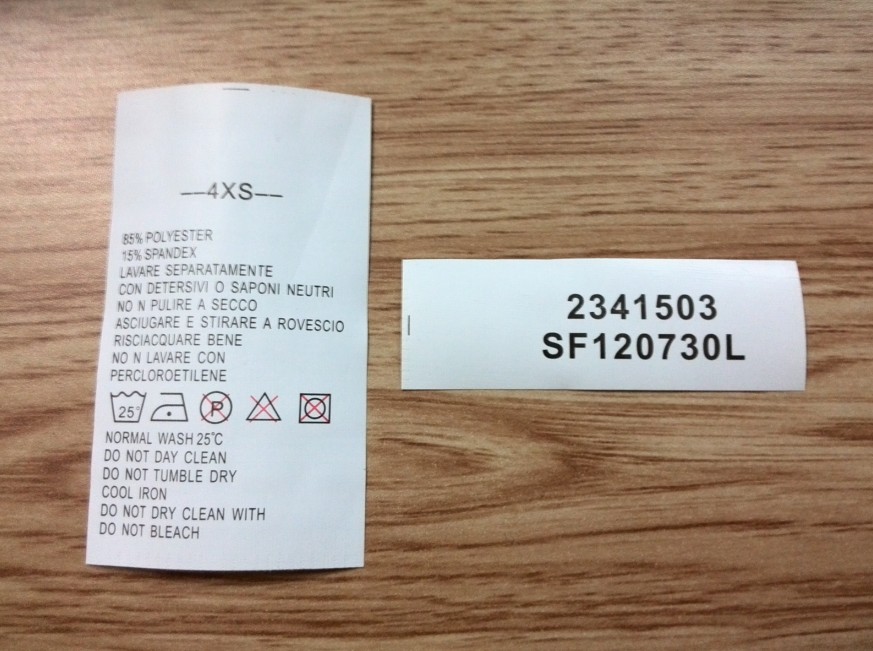 —4XS—
85% POLYESTER
15% SPANDEX
LAVARE SEPARATAMENTE
CON DETERSIVI O SAPONI NEUTRI
NO N PULIRE A SECCO
ASCIUGARE E STIRARE A ROVESCIO
RISCIACQUARE BENE
NO N LAVARE CON
PERCLOROETILENE
25° P
NORMAL WASH 25℃
DO NOT DAY CLEAN
DO NOT TUMBLE DRY
COOL IRON
DO NOT DRY CLEAN WITH
DO NOT BLEACH
2341503
SF120730L